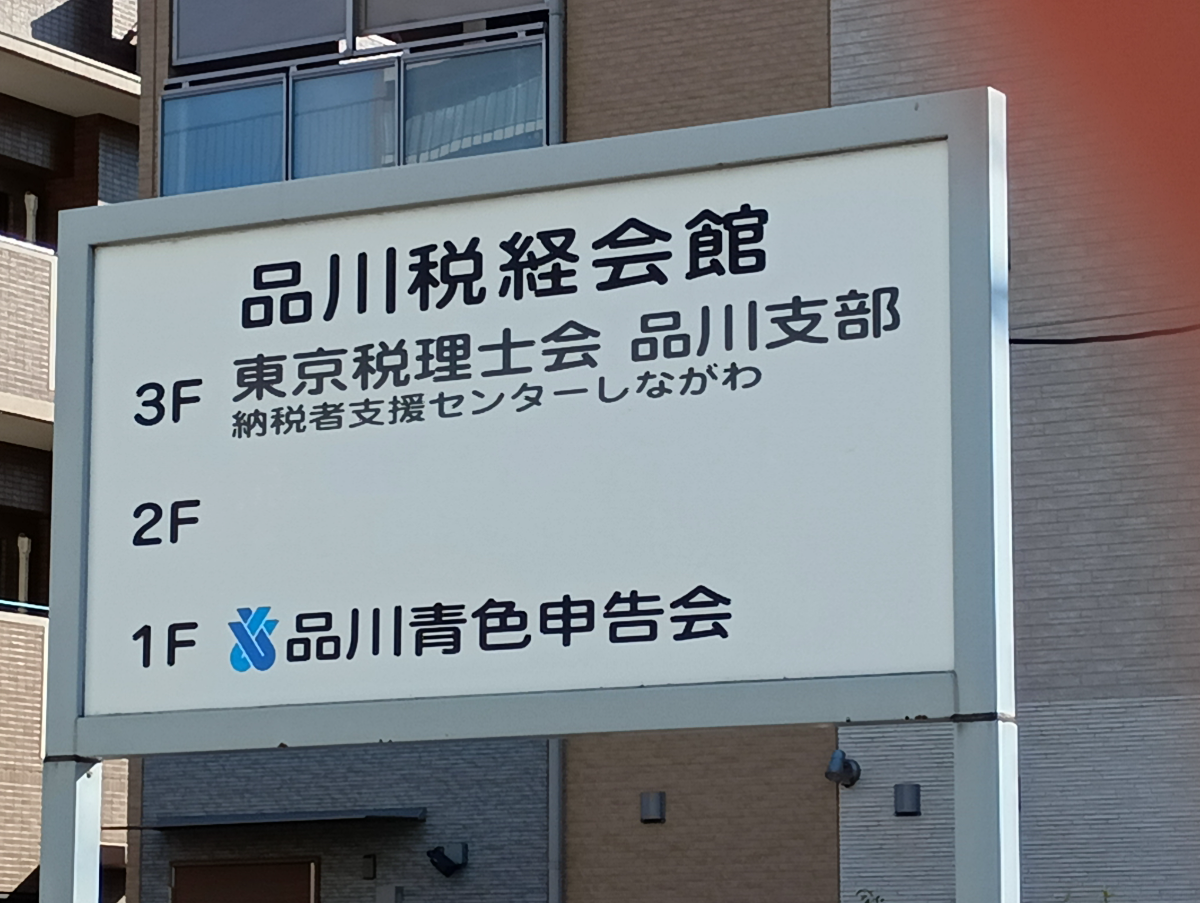 品川税経会館
3F 東京税理士会 品川支部
納税者支援センターしながわ
2F
1F 品川青色申告会